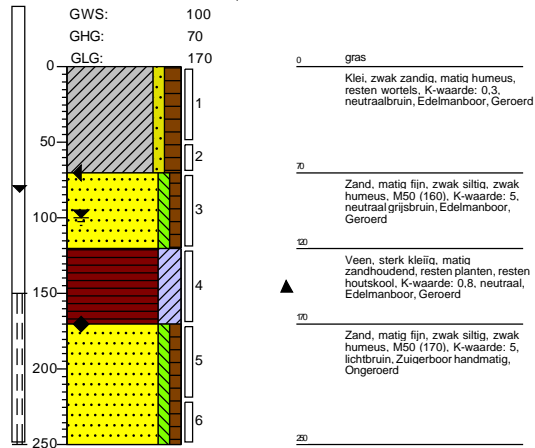 GWS: 100
GHG: 70
GLG: 170
0
50
100
150
200
250
1
2
3
4
5
6
0 gras
Klei, zwak zandig, matig humeus,
resten wortels, K-waarde: 0,3,
neutraalbruin, Edelmanboor, Geroerd
70
Zand, matig fijn, zwak siltig, zwak
humeus, M50 (160), K-waarde: 5,
neutraal grijsbruin, Edelmanboor,
Geroerd
120
Veen, sterk kleiïg, matig
zandhoudend, resten planten, resten
houtskool, K-waarde: 0,8, neutraal,
Edelmanboor, Geroerd
170
Zand, matig fijn, zwak siltig, zwak
humeus, M50 (170), K-waarde: 5,
lichtbruin, Zuigerboor handmatig,
Ongeroerd
250